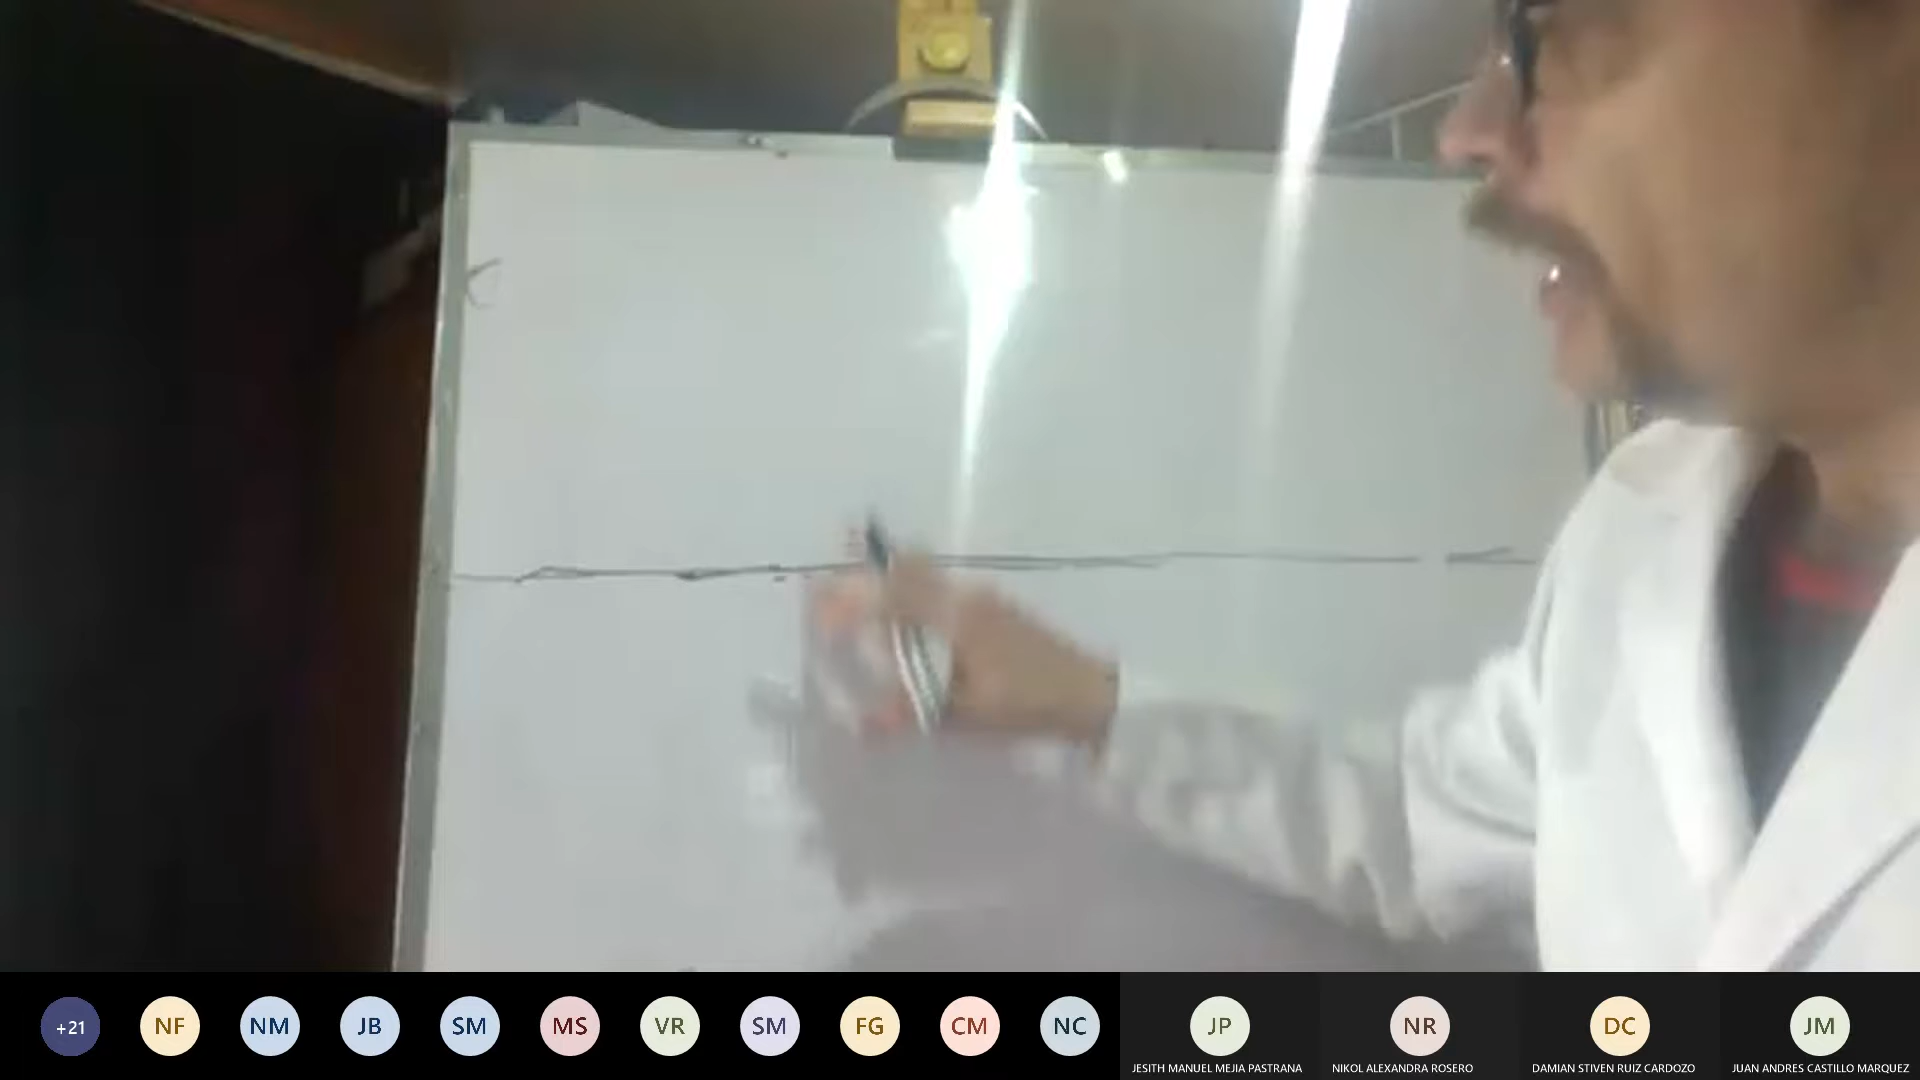 +21 NF NM JB SM MS VR SM FG CM NC JP NR DC JM
JESITH MANUEL MEJIA PASTRANA NIKOL ALEXANDRA ROSERO DAMIAN STIVEN RUIZ CARDOZO JUAN ANDRES CASTILLO MARQUEZ